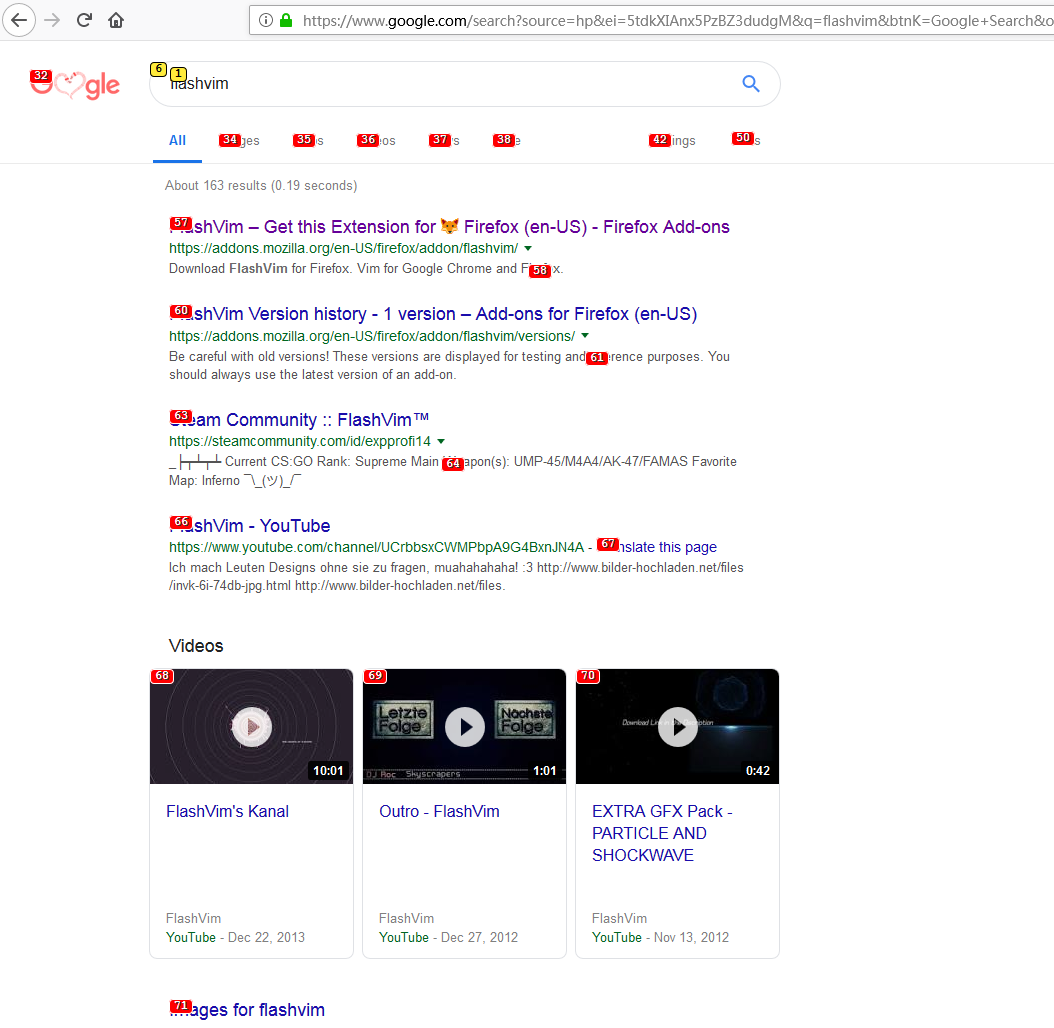 https://www.google.com/search?source=hp&ei=5tdkXIAnx5PzBZ3dudgM&q=flashvim&btnK=Google+Search&o
32 gle
6 1
flashvim
All 34 ges 35 s 36 eos 37 s 38 e 42 ings 50 s
About 163 results (0.19 seconds)
57 FlashVim – Get this Extension for 🦊 Firefox (en-US) - Firefox Add-ons
https://addons.mozilla.org/en-US/firefox/addon/flashvim/
Download FlashVim for Firefox. Vim for Google Chrome and F 58 x.
60 FlashVim Version history - 1 version – Add-ons for Firefox (en-US)
https://addons.mozilla.org/en-US/firefox/addon/flashvim/versions/
Be careful with old versions! These versions are displayed for testing and 61 erence purposes. You
should always use the latest version of an add-on.
63 Steam Community :: FlashVim™
https://steamcommunity.com/id/expprofi14
_├┬┴┬┴ Current CS:GO Rank: Supreme Main 64 apon(s): UMP-45/M4A4/AK-47/FAMAS Favorite
Map: Inferno ¯\_(ツ)_/¯
66 FlashVim - YouTube
https://www.youtube.com/channel/UCrbbsxCWMPbpA9G4BxnJN4A - 67 nslate this page
Ich mach Leuten Designs ohne sie zu fragen, muahahahaha! :3 http://www.bilder-hochladen.net/files
/invk-6i-74db-jpg.html http://www.bilder-hochladen.net/files.
Videos
68 69 70
Letzte Folge Nächste Folge
Download Link in the Description
10:01 DJ Roc Skyscrapers 1:01 0:42
FlashVim's Kanal Outro - FlashVim EXTRA GFX Pack -
PARTICLE AND
SHOCKWAVE
FlashVim FlashVim FlashVim
YouTube - Dec 22, 2013 YouTube - Dec 27, 2012 YouTube - Nov 13, 2012
71 Images for flashvim